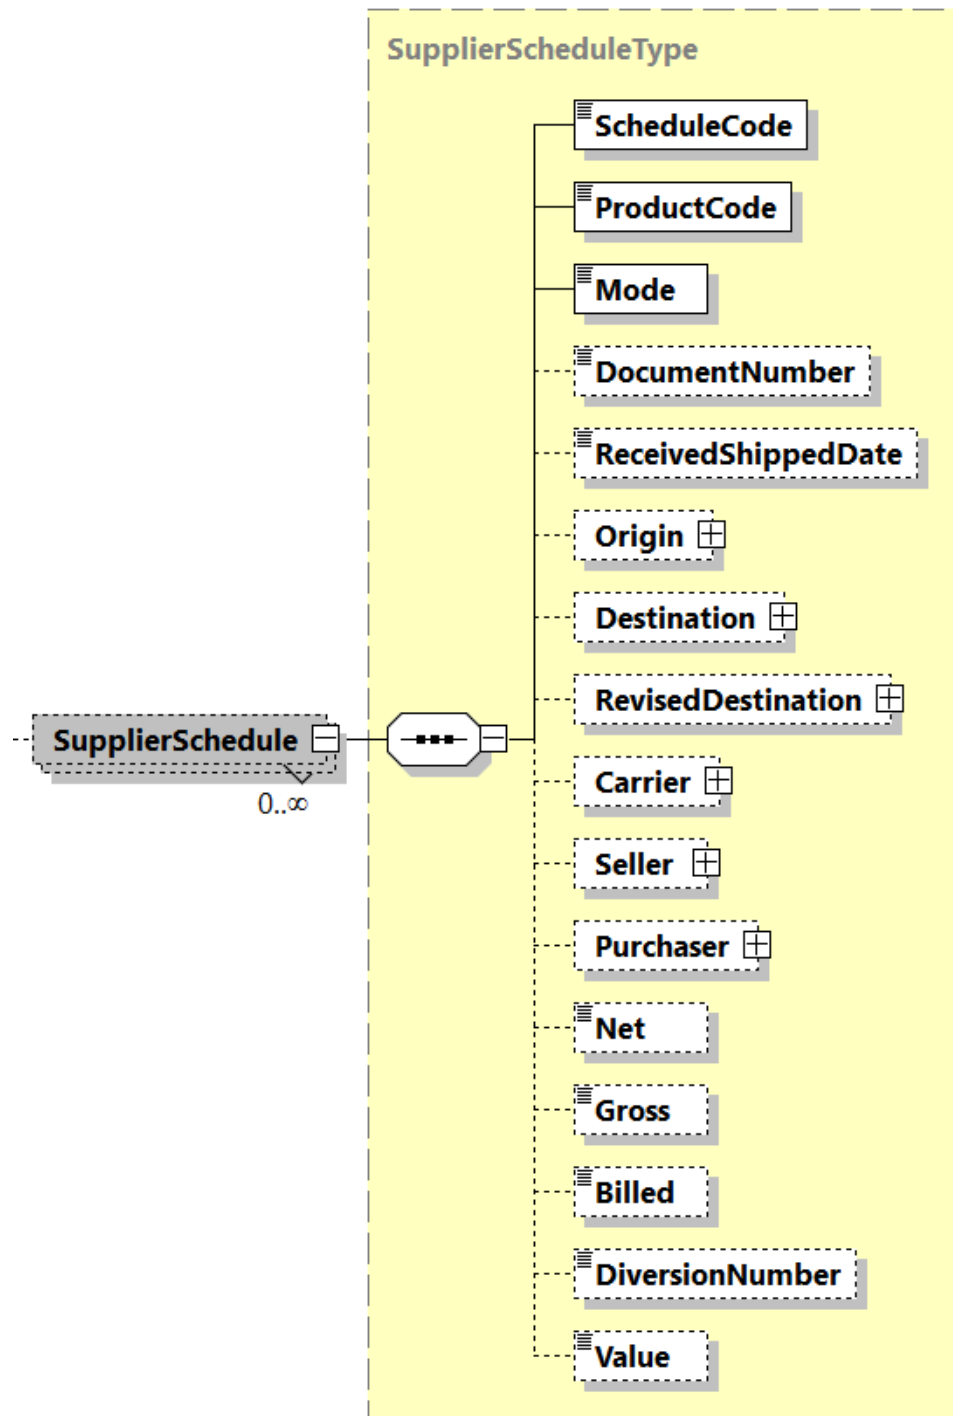 SupplierScheduleType
ScheduleCode
ProductCode
Mode
DocumentNumber
ReceivedShippedDate
Origin
Destination
RevisedDestination
SupplierSchedule
0..∞
Carrier
Seller
Purchaser
Net
Gross
Billed
DiversionNumber
Value